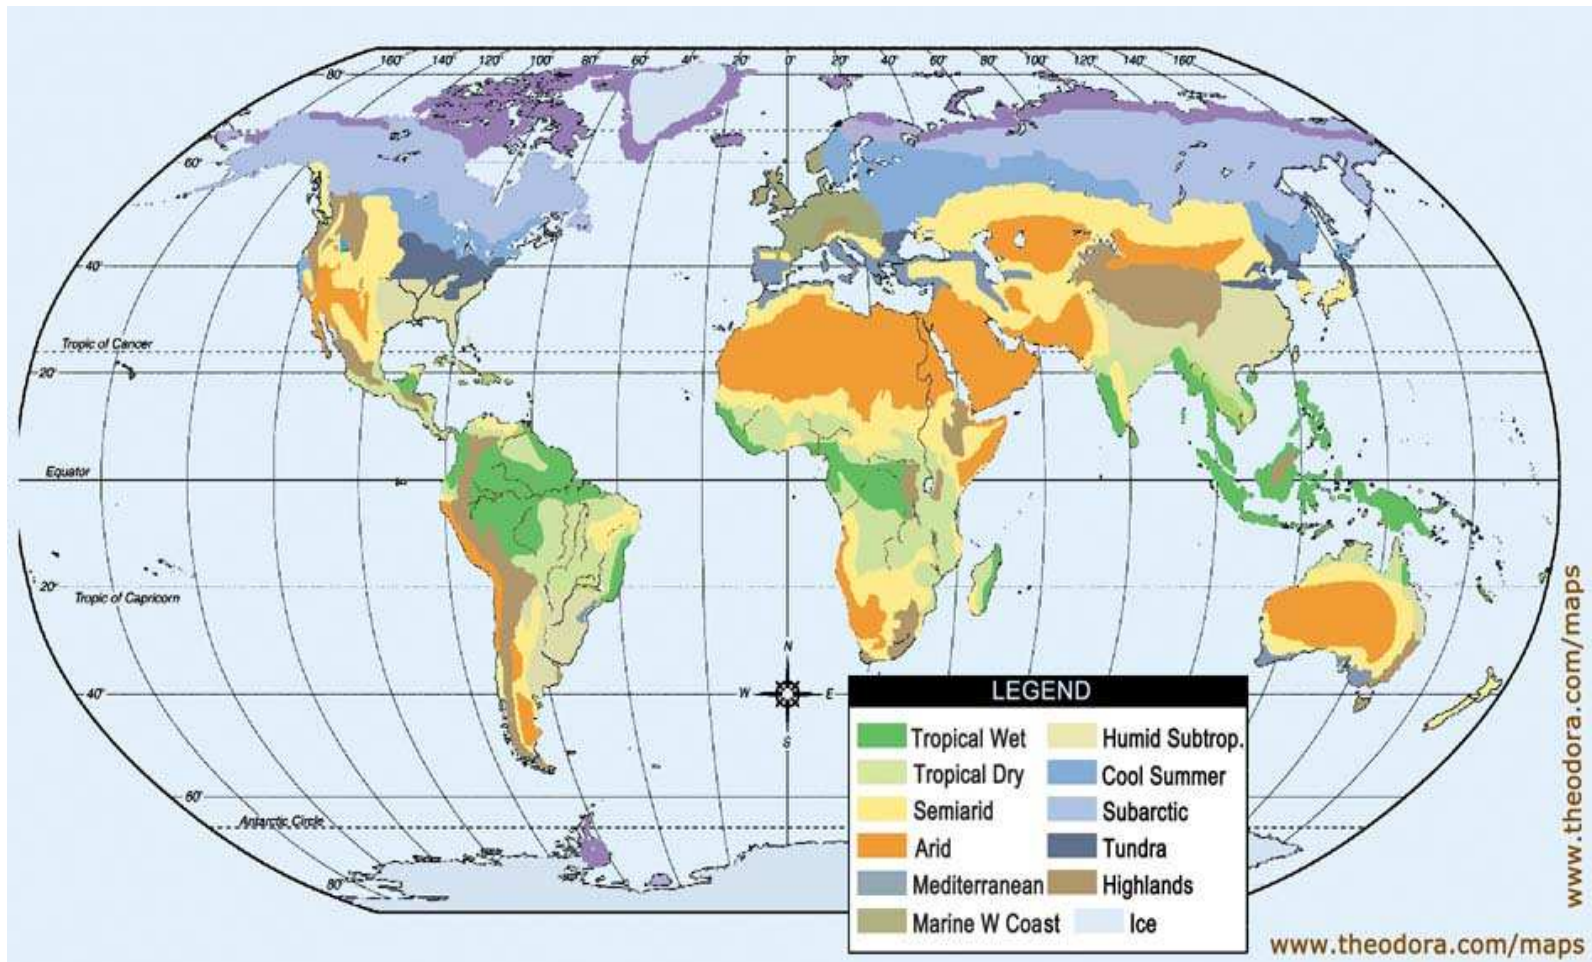 160° 140° 120° 100° 80° 60° 40° 20° 0° 20° 40° 60° 80° 100° 120° 140° 160°
80°
60°
40°
Tropic of Cancer
20°
Equator
20°
Tropic of Capricorn
40°
60°
Antarctic Circle
80°
N
W E
S
LEGEND
Tropical Wet Humid Subtrop.
Tropical Dry Cool Summer
Semiarid Subarctic
Arid Tundra
Mediterranean Highlands
Marine W Coast Ice
www.theodora.com/maps
www.theodora.com/maps